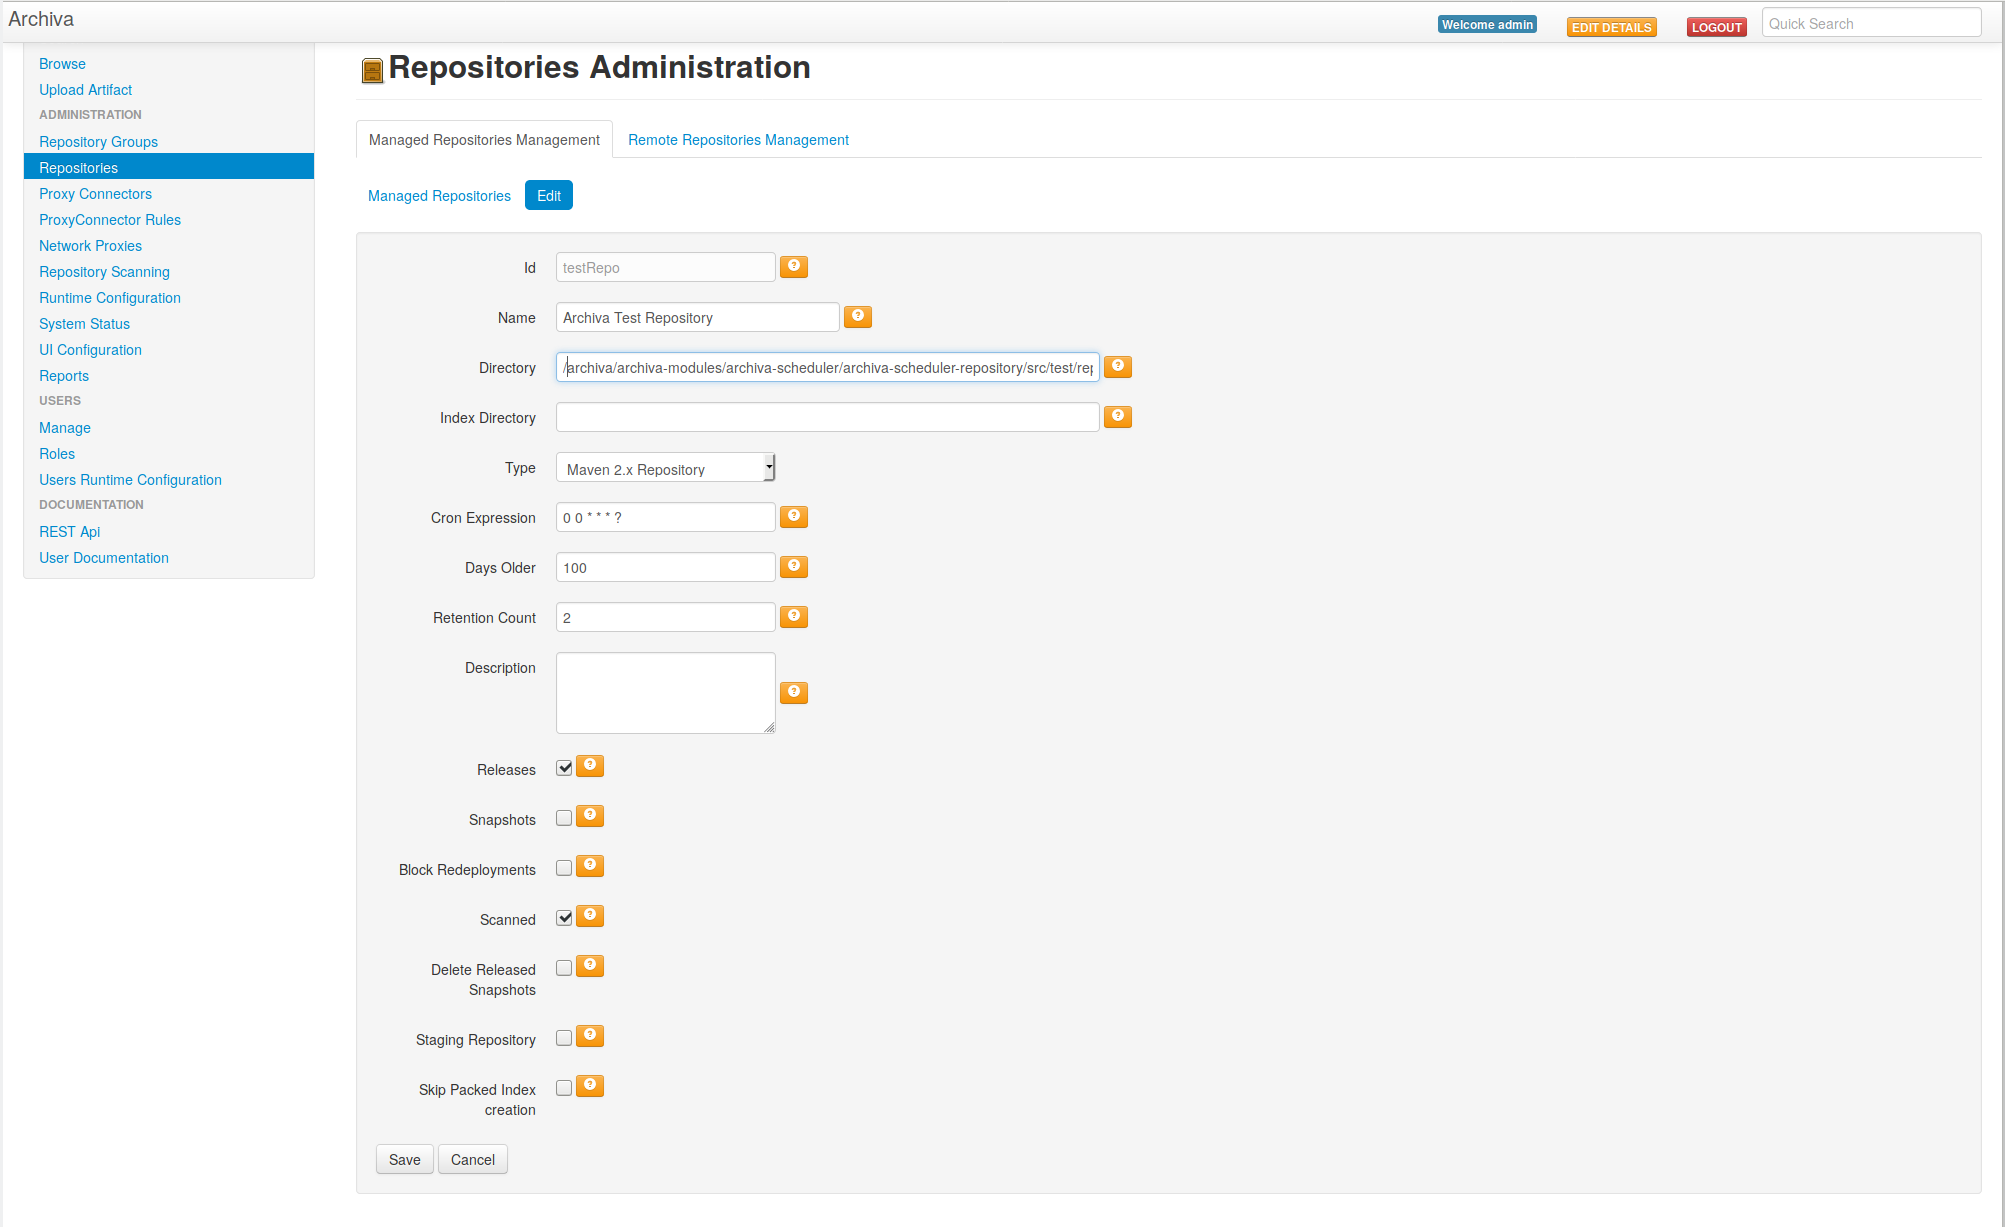 Archiva
Welcome admin
EDIT DETAILS
LOGOUT
Quick Search
Browse
Upload Artifact
ADMINISTRATION
Repository Groups
Repositories
Proxy Connectors
ProxyConnector Rules
Network Proxies
Repository Scanning
Runtime Configuration
System Status
UI Configuration
Reports
USERS
Manage
Roles
Users Runtime Configuration
DOCUMENTATION
REST Api
User Documentation
Repositories Administration
Managed Repositories Management
Remote Repositories Management
Managed Repositories
Edit
Id
testRepo
?
Name
Archiva Test Repository
?
Directory
/archiva/archiva-modules/archiva-scheduler/archiva-scheduler-repository/src/test/rep
?
Index Directory
?
Type
Maven 2.x Repository
Cron Expression
0 0 * * * ?
?
Days Older
100
?
Retention Count
2
?
Description
?
Releases
?
Snapshots
?
Block Redeployments
?
Scanned
?
Delete Released
Snapshots
?
Staging Repository
?
Skip Packed Index
creation
?
Save
Cancel